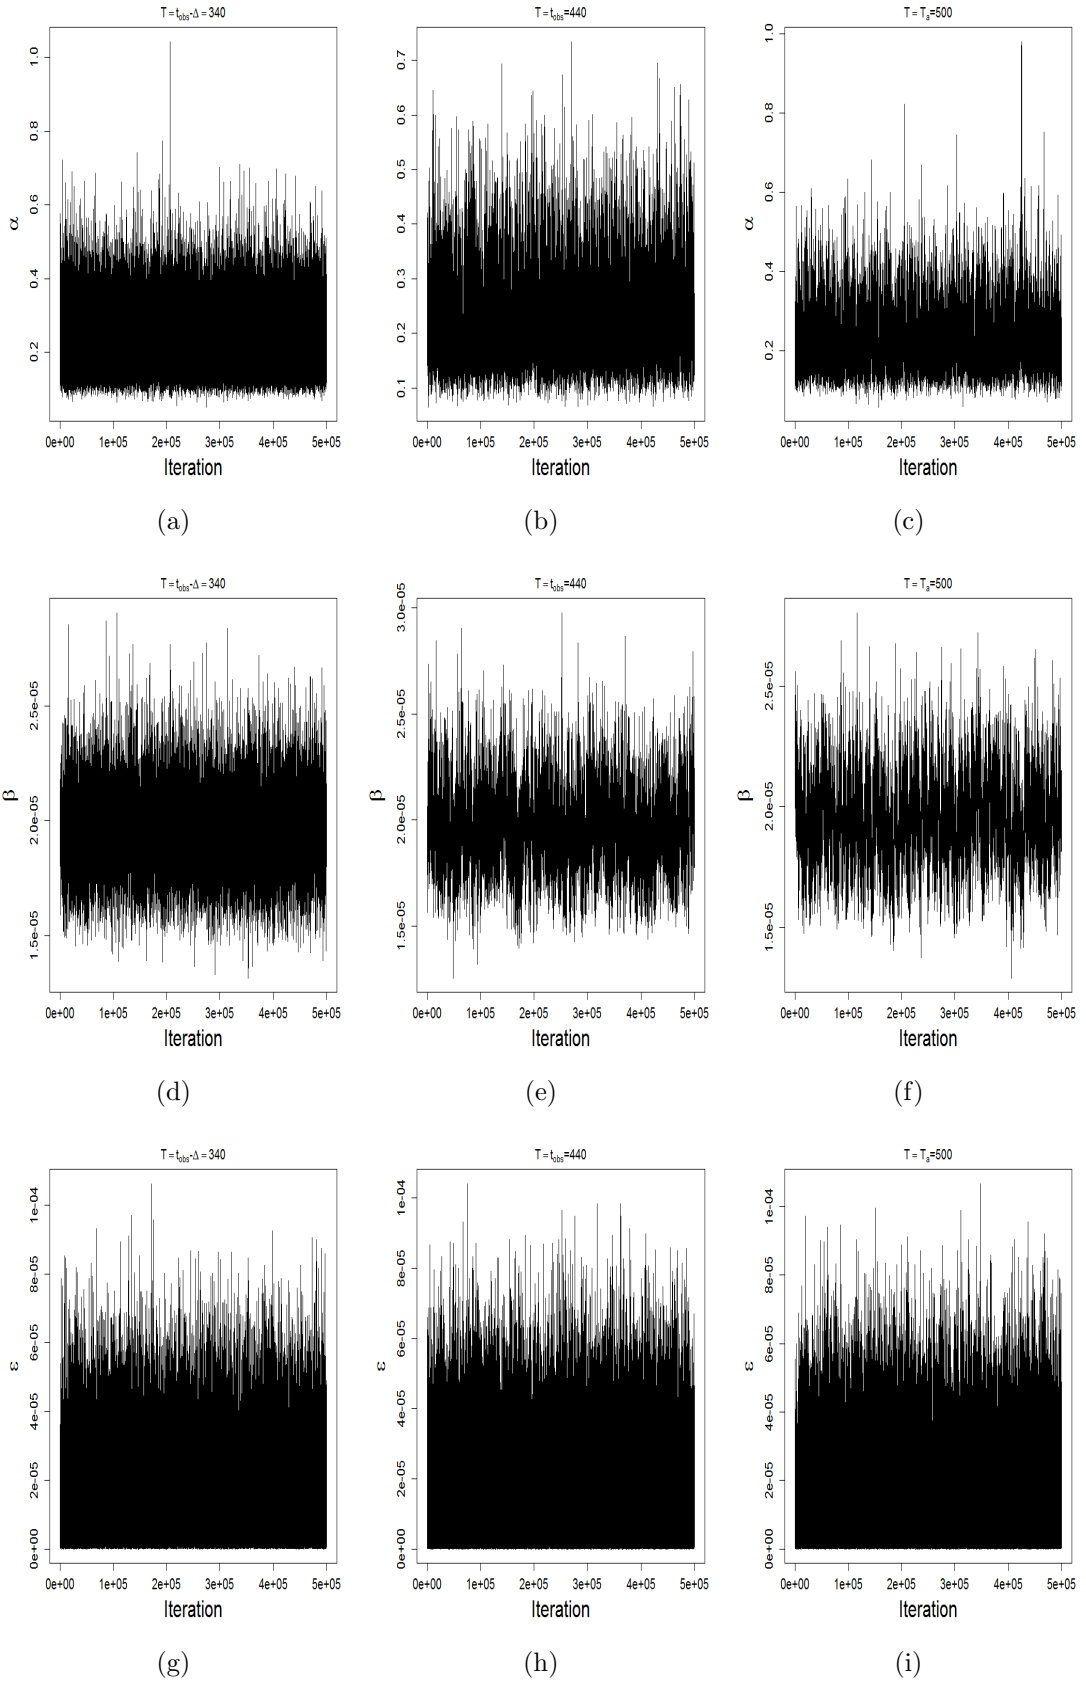 T = t_obs-Δ = 340
T = t_obs=440
T = T_a=500
α
1.0
0.8
0.6
0.4
0.2
α
0.7
0.6
0.5
0.4
0.3
0.2
0.1
α
1.0
0.8
0.6
0.4
0.2
0e+00 1e+05 2e+05 3e+05 4e+05 5e+05
0e+00 1e+05 2e+05 3e+05 4e+05 5e+05
0e+00 1e+05 2e+05 3e+05 4e+05 5e+05
Iteration
Iteration
Iteration
(a)
(b)
(c)
T = t_obs-Δ = 340
T = t_obs=440
T = T_a=500
β
2.5e-05
2.0e-05
1.5e-05
β
3.0e-05
2.5e-05
2.0e-05
1.5e-05
β
2.5e-05
2.0e-05
1.5e-05
0e+00 1e+05 2e+05 3e+05 4e+05 5e+05
0e+00 1e+05 2e+05 3e+05 4e+05 5e+05
0e+00 1e+05 2e+05 3e+05 4e+05 5e+05
Iteration
Iteration
Iteration
(d)
(e)
(f)
T = t_obs-Δ = 340
T = t_obs=440
T = T_a=500
ε
1e-04
8e-05
6e-05
4e-05
2e-05
0e+00
ε
1e-04
8e-05
6e-05
4e-05
2e-05
0e+00
ε
1e-04
8e-05
6e-05
4e-05
2e-05
0e+00
0e+00 1e+05 2e+05 3e+05 4e+05 5e+05
0e+00 1e+05 2e+05 3e+05 4e+05 5e+05
0e+00 1e+05 2e+05 3e+05 4e+05 5e+05
Iteration
Iteration
Iteration
(g)
(h)
(i)